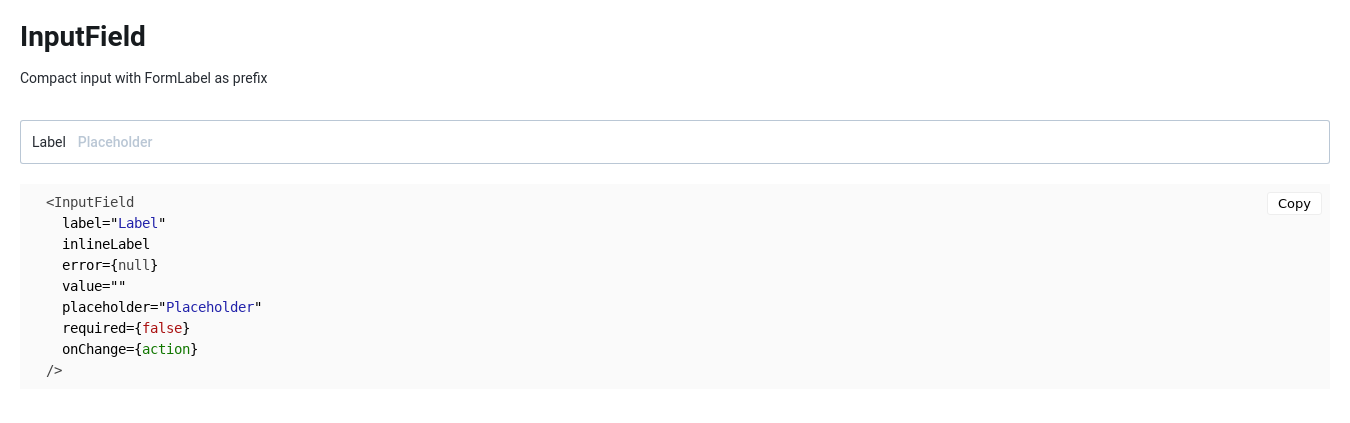 InputField
Compact input with FormLabel as prefix
Label Placeholder
Copy
<InputField
  label="Label"
  inlineLabel
  error={null}
  value=""
  placeholder="Placeholder"
  required={false}
  onChange={action}
/>